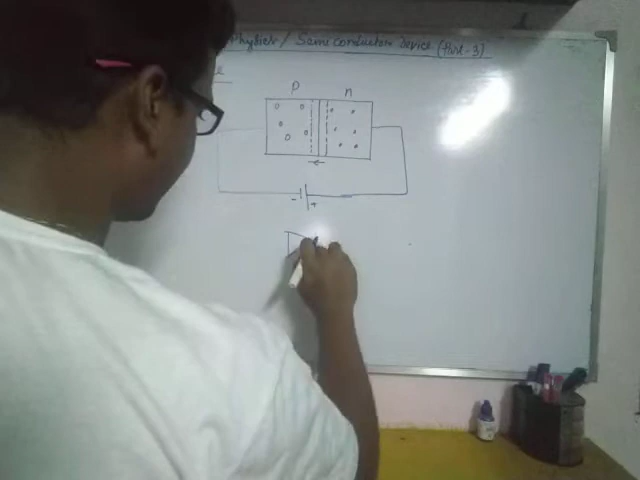 Physics / Semiconductor Device (Part-3)
p n
- +